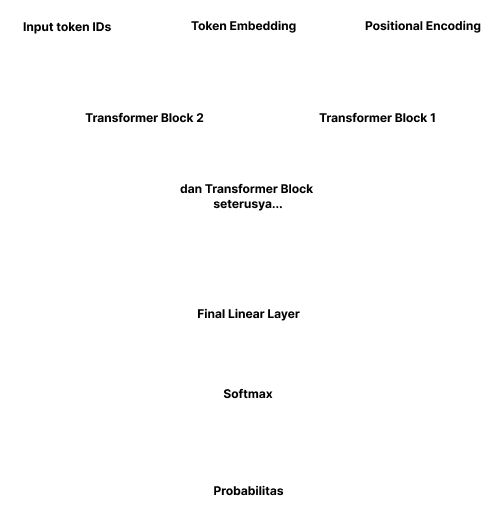 Input token IDs
Token Embedding
Positional Encoding
Transformer Block 2
Transformer Block 1
dan Transformer Block
seterusya...
Final Linear Layer
Softmax
Probabilitas